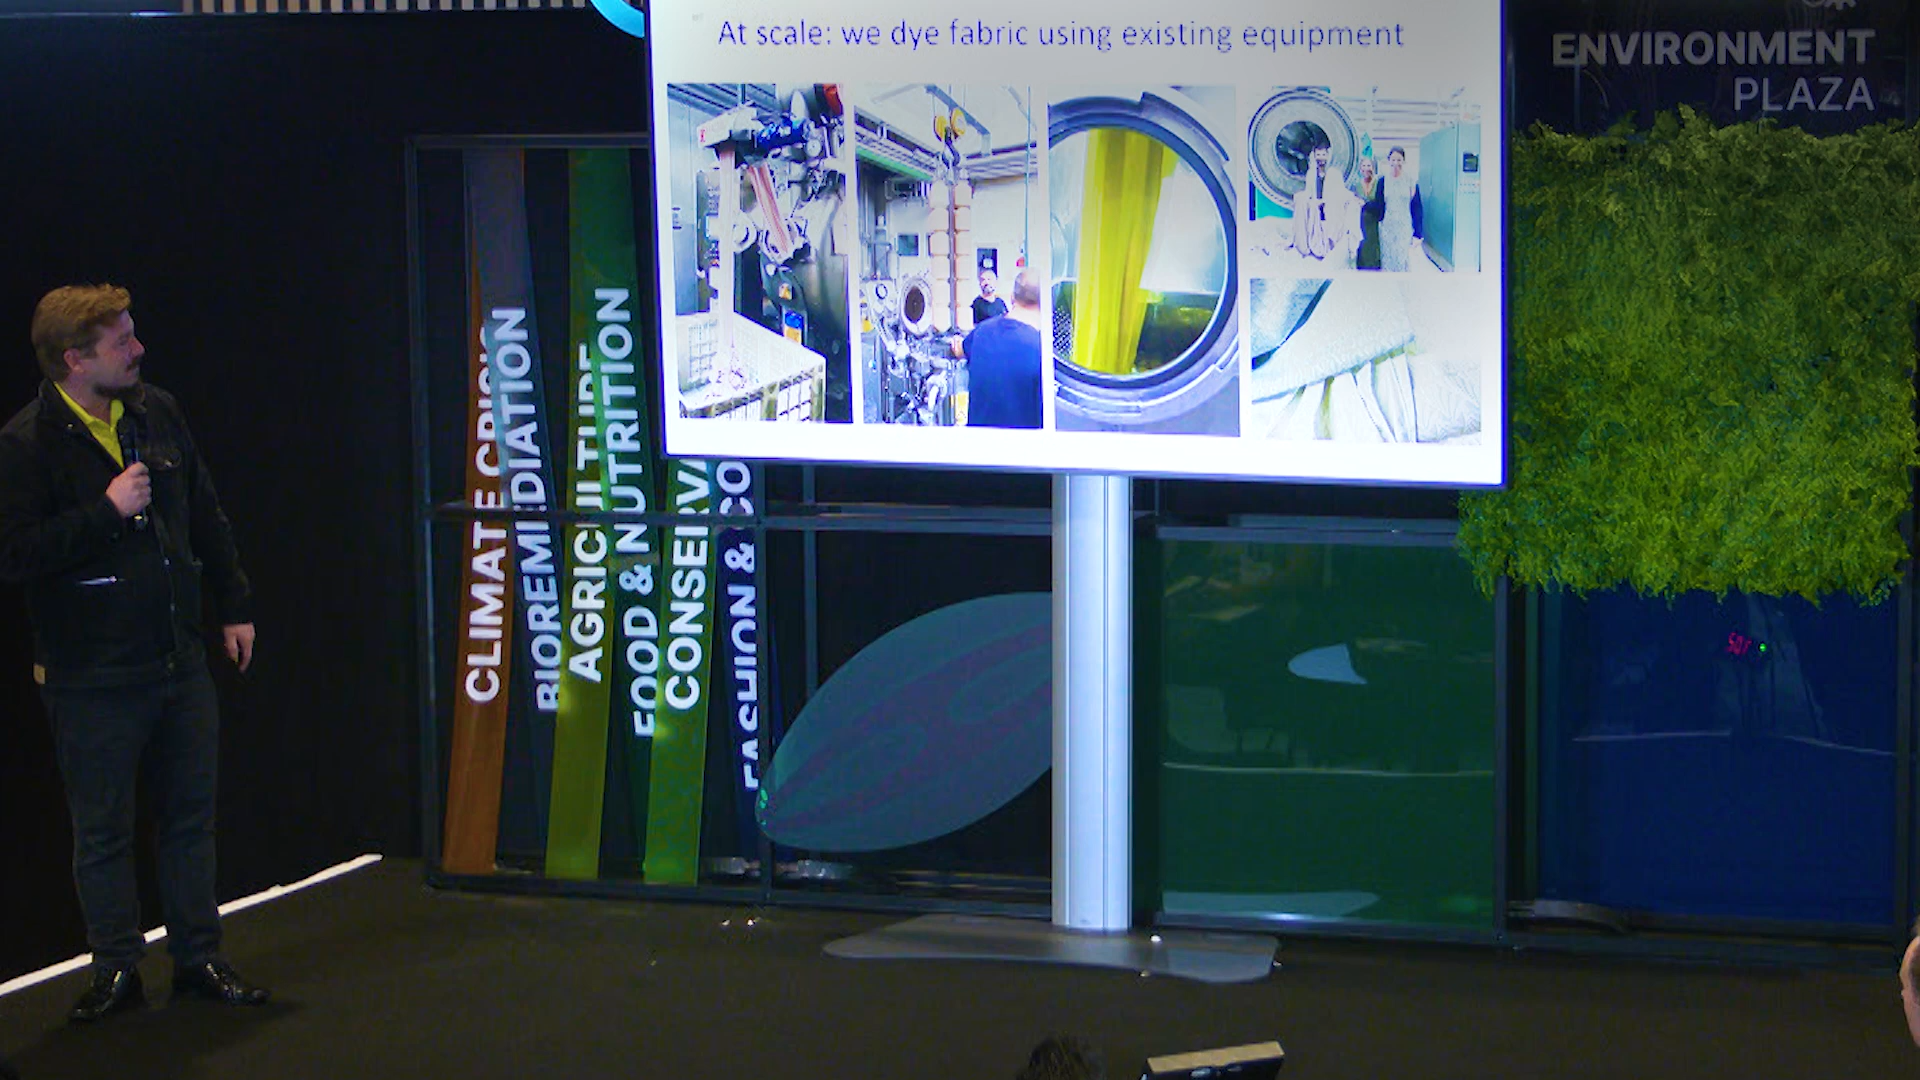 At scale: we dye fabric using existing equipment
ENVIRONMENT
PLAZA
CLIMATE CRISIS
BIOREMEDIATION
AGRICULTURE
FOOD & NUTRITION
CONSERVA
FASHION & CO